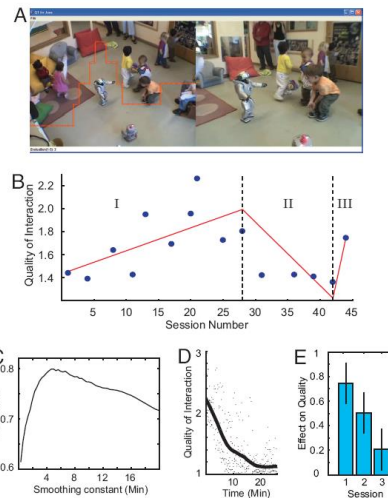 A
B
Quality of Interaction
2.2
2.0
1.8
1.6
1.4
I
II
III
5 10 15 20 25 30 35 40 45
Session Number
C
0.8
0.7
0.6
4 8 12 16
Smoothing constant (Min)
D
Quality of Interaction
3
2
1
10 20
Time (Min)
E
Effect on Quality
1
0.8
0.6
0.4
0.2
0
1 2 3
Session